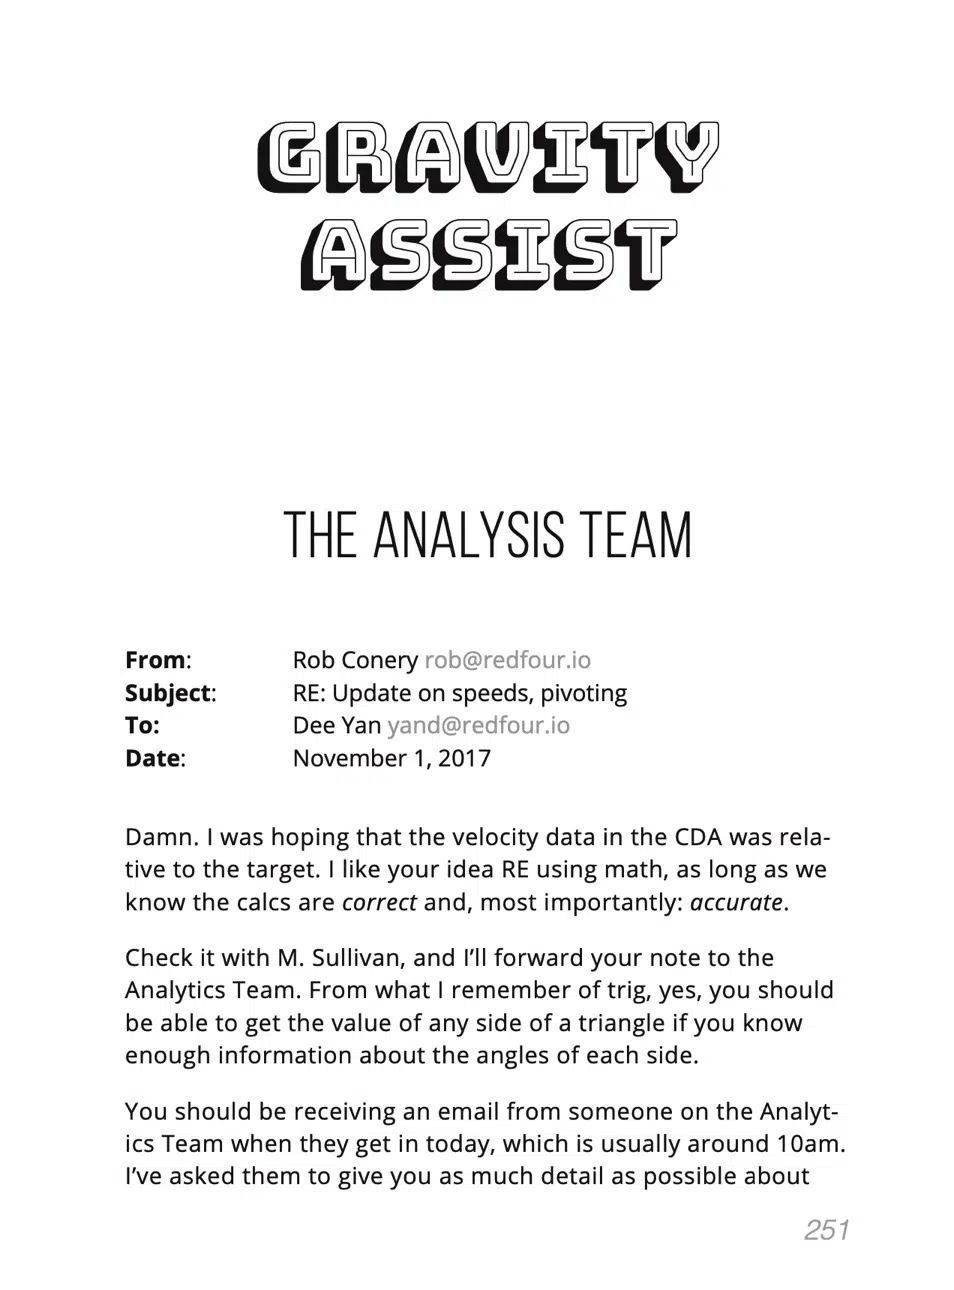 GRAVITY
ASSIST
THE ANALYSIS TEAM
From: Rob Conery rob@redfour.io
Subject: RE: Update on speeds, pivoting
To: Dee Yan yand@redfour.io
Date: November 1, 2017
Damn. I was hoping that the velocity data in the CDA was rela-
tive to the target. I like your idea RE using math, as long as we
know the calcs are correct and, most importantly: accurate.
Check it with M. Sullivan, and I’ll forward your note to the
Analytics Team. From what I remember of trig, yes, you should
be able to get the value of any side of a triangle if you know
enough information about the angles of each side.
You should be receiving an email from someone on the Analyt-
ics Team when they get in today, which is usually around 10am.
I’ve asked them to give you as much detail as possible about
251